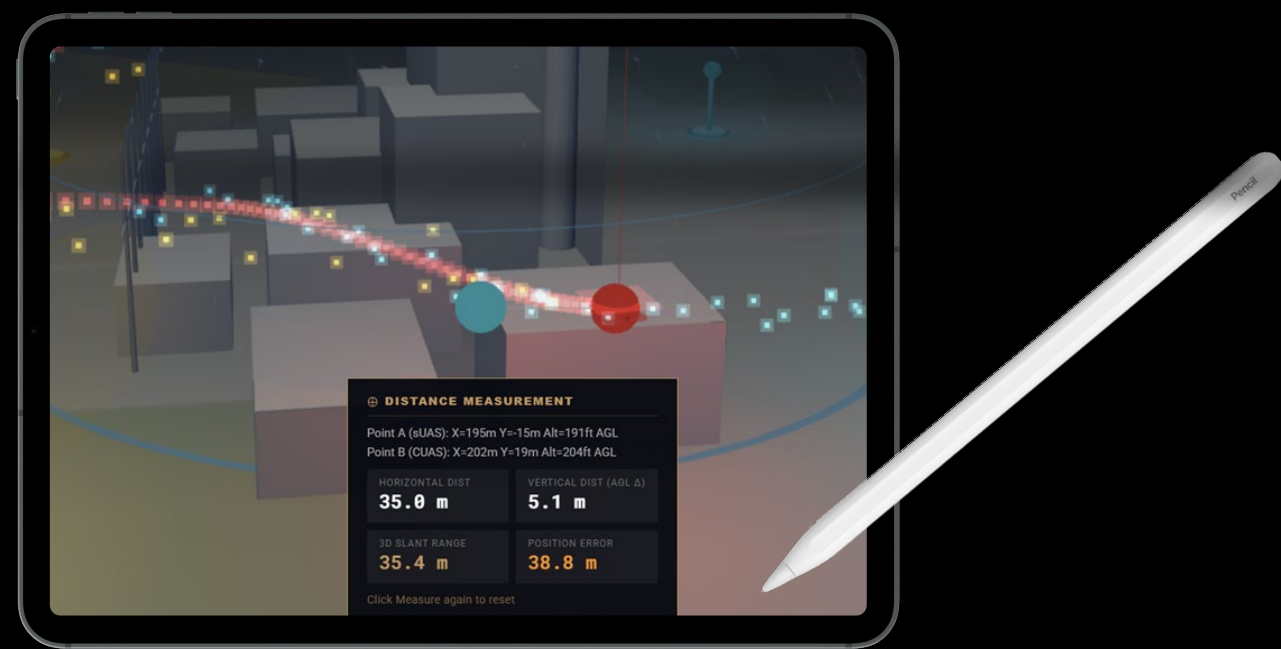 ⊕ DISTANCE MEASUREMENT
Point A (sUAS): X=195m Y=-15m Alt=191ft AGL
Point B (CUAS): X=202m Y=19m Alt=204ft AGL
HORIZONTAL DIST
35.0 m
VERTICAL DIST (AGL Δ)
5.1 m
3D SLANT RANGE
35.4 m
POSITION ERROR
38.8 m
Click Measure again to reset
Pencil